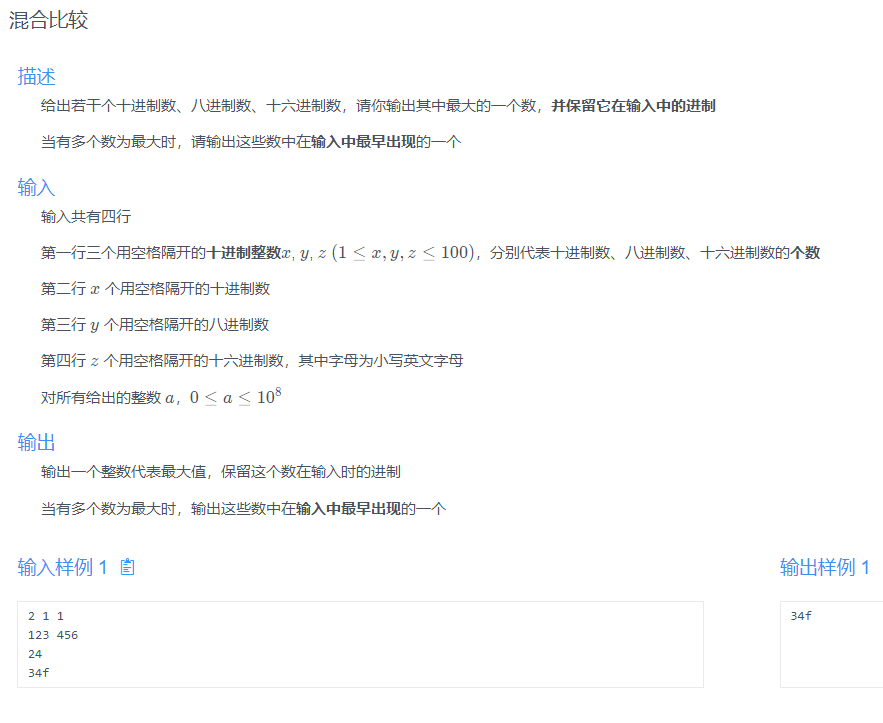 混合比较
描述
给出若干个十进制数、八进制数、十六进制数，请你输出其中最大的一个数，并保留它在输入中的进制
当有多个数为最大时，请输出这些数中在输入中最早出现的一个
输入
输入共有四行
第一行三个用空格隔开的十进制整数x, y, z (1 ≤ x, y, z ≤ 100)，分别代表十进制数、八进制数、十六进制数的个数
第二行 x 个用空格隔开的十进制数
第三行 y 个用空格隔开的八进制数
第四行 z 个用空格隔开的十六进制数，其中字母为小写英文字母
对所有给出的整数 a，0 ≤ a ≤ 10⁸
输出
输出一个整数代表最大值，保留这个数在输入时的进制
当有多个数为最大时，输出这些数中在输入中最早出现的一个
输入样例 1 输出样例 1
2 1 1 34f
123 456
24
34f